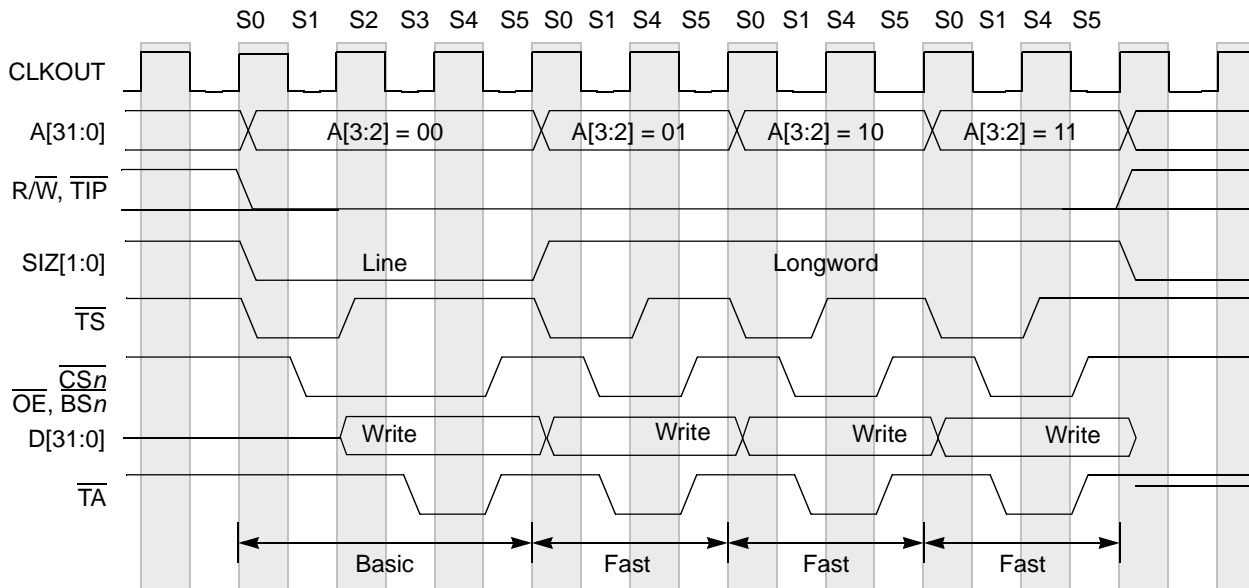 S0 S1 S2 S3 S4 S5 S0 S1 S4 S5 S0 S1 S4 S5 S0 S1 S4 S5
CLKOUT
A[31:0] A[3:2] = 00 A[3:2] = 01 A[3:2] = 10 A[3:2] = 11
R/W, TIP
SIZ[1:0] Line Longword
TS
CSn
OE, BSn
D[31:0] Write Write Write Write
TA
Basic Fast Fast Fast